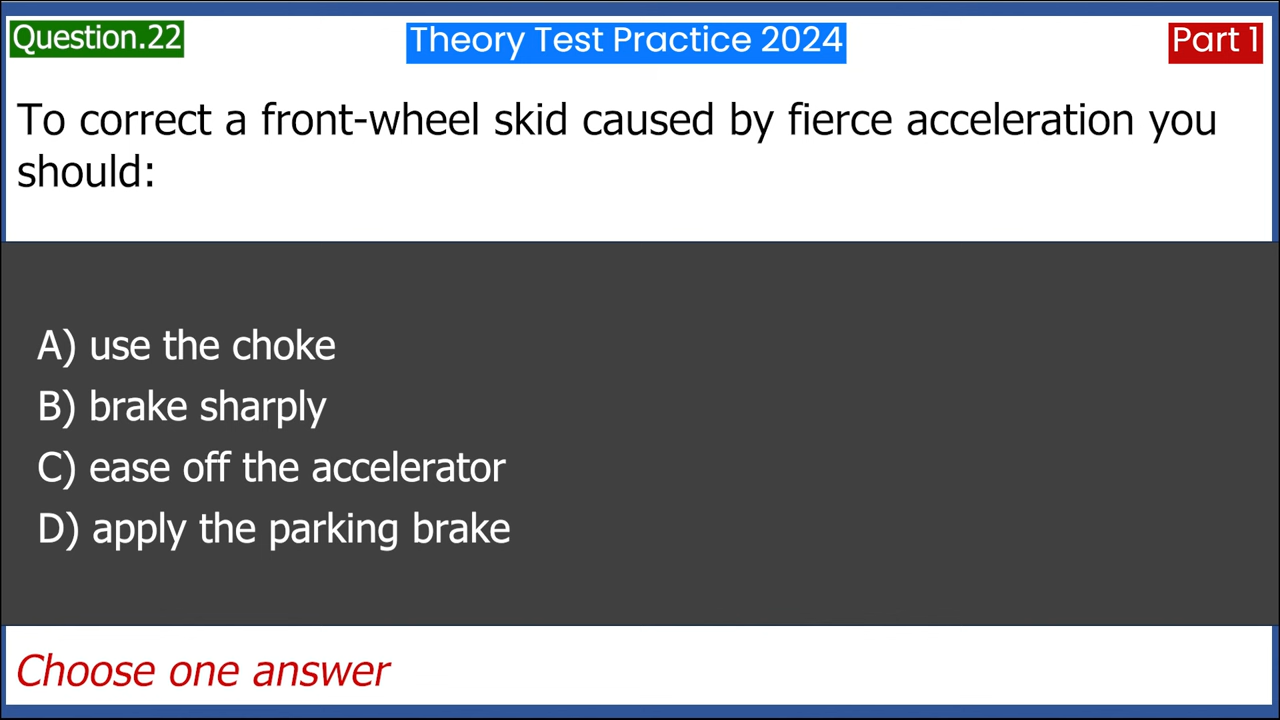 Question.22
Theory Test Practice 2024
Part 1
To correct a front-wheel skid caused by fierce acceleration you
should:
A) use the choke
B) brake sharply
C) ease off the accelerator
D) apply the parking brake
Choose one answer